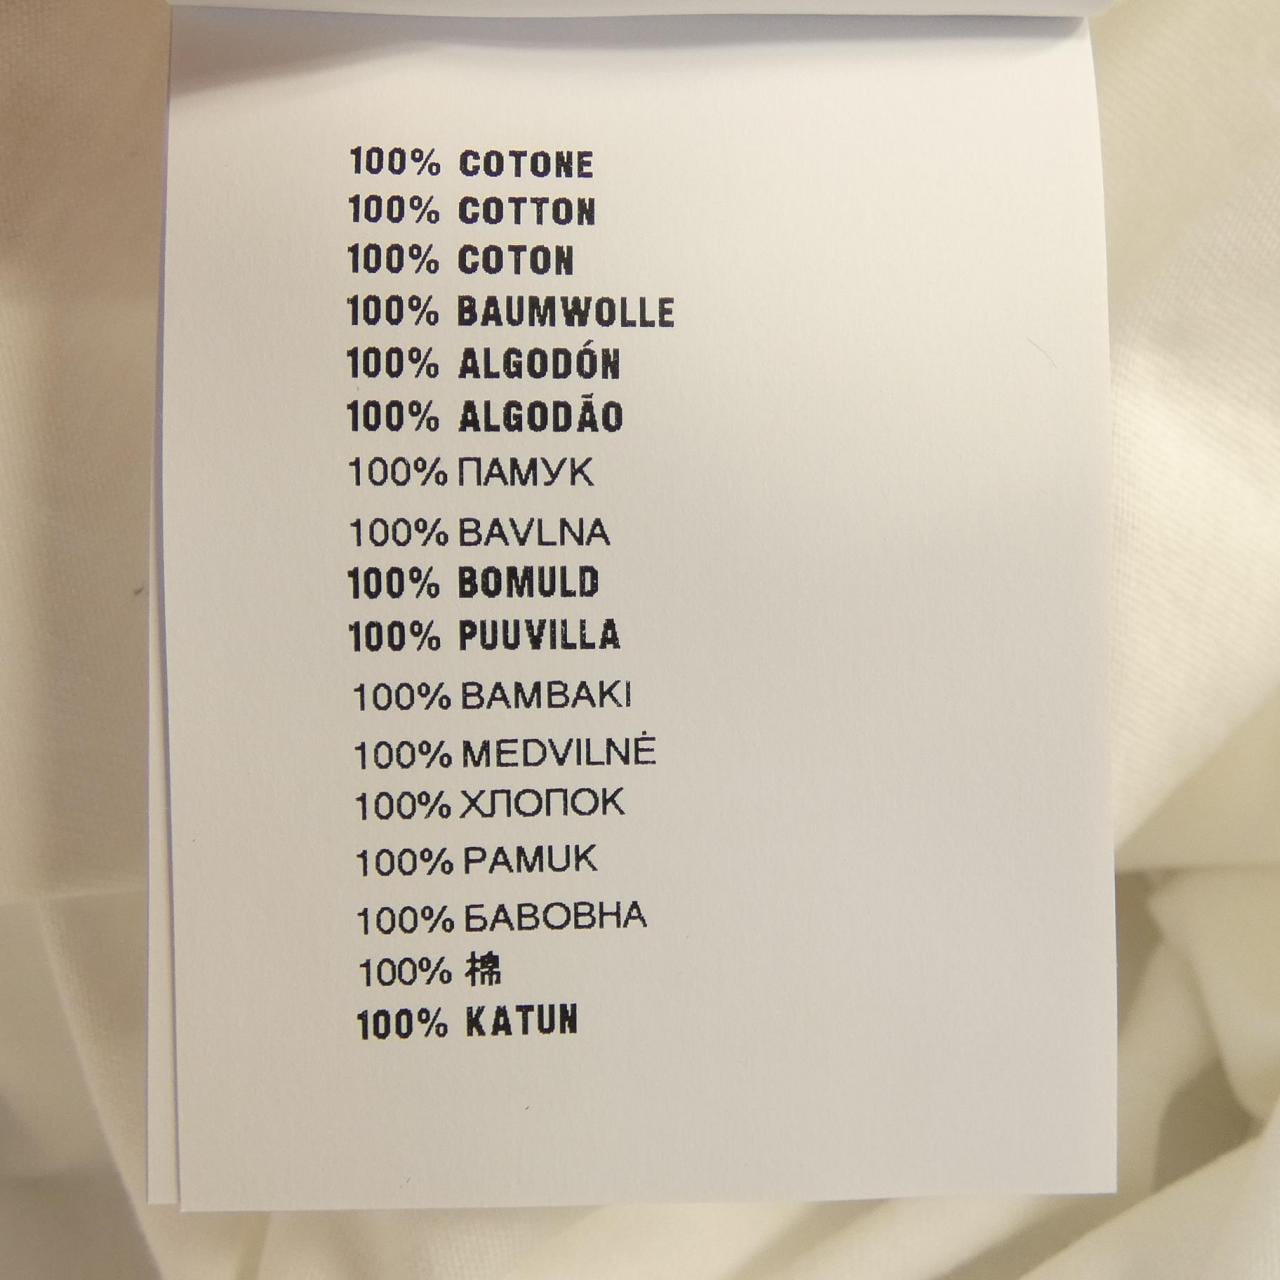 100% COTONE
100% COTTON
100% COTON
100% BAUMWOLLE
100% ALGODÓN
100% ALGODÃO
100% ПАМУК
100% BAVLNA
100% BOMULD
100% PUUVILLA
100% BAMBAKI
100% MEDVILNĖ
100% ХЛОПОК
100% PAMUK
100% БАВОВНА
100% 棉
100% KATUN